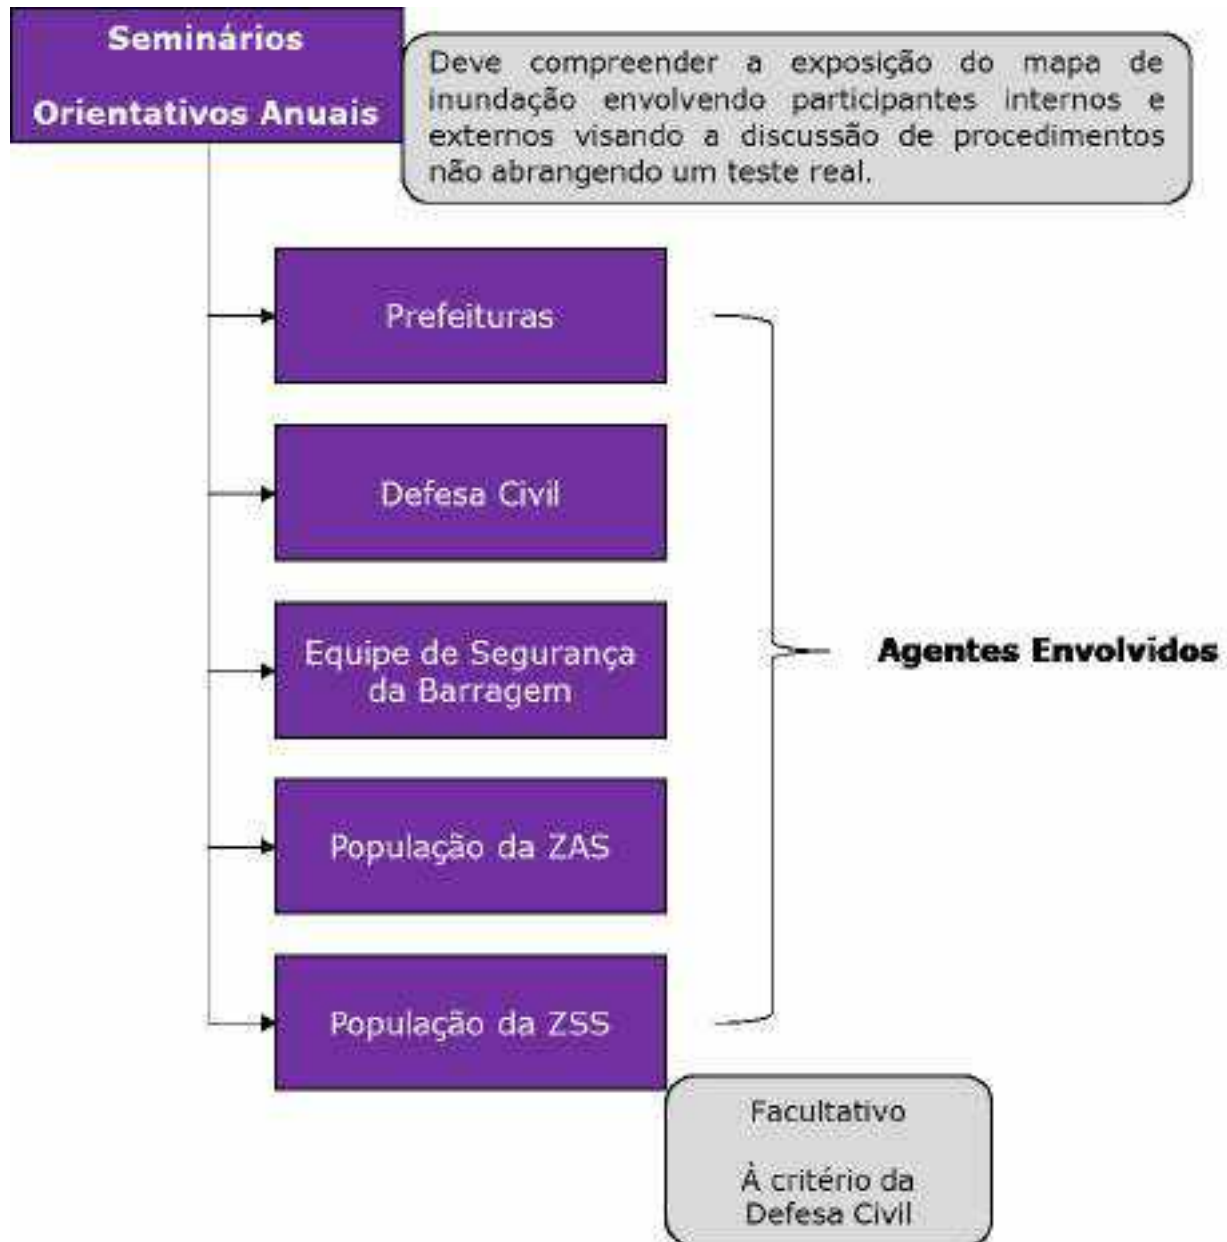 Seminários
Orientativos Anuais
Deve compreender a exposição do mapa de
inundação envolvendo participantes internos e
externos visando a discussão de procedimentos
não abrangendo um teste real.
Prefeituras
Defesa Civil
Equipe de Segurança
da Barragem
Agentes Envolvidos
População da ZAS
População da ZSS
Facultativo
À critério da
Defesa Civil